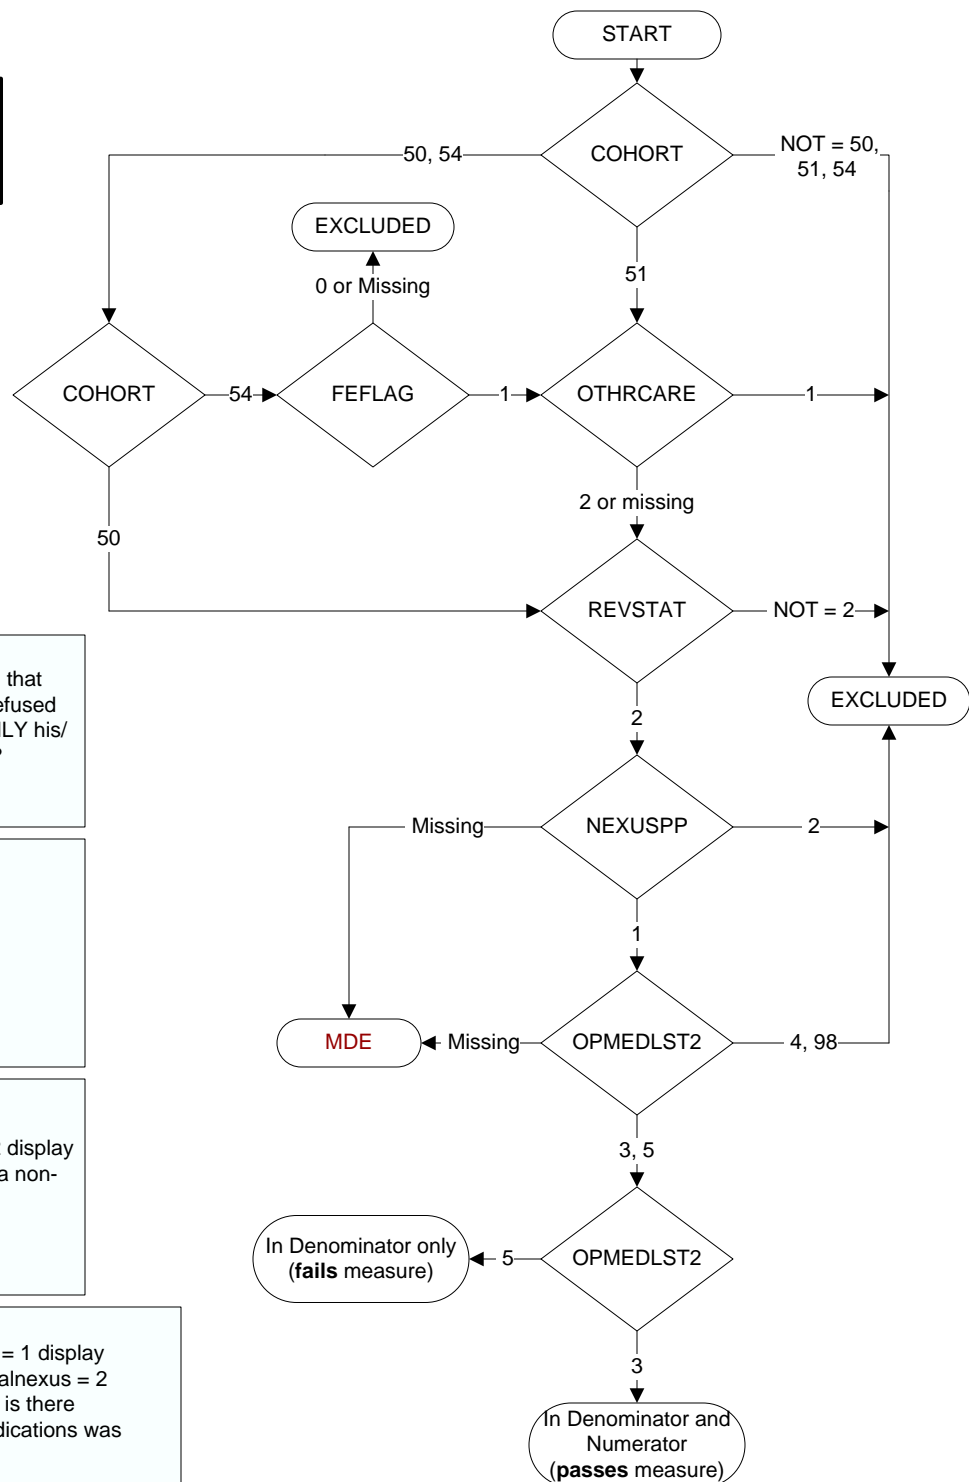 START
COHORT
50, 54
NOT = 50,
51, 54
EXCLUDED
0 or Missing
51
COHORT
54
FEFLAG
1
OTHRCARE
1
2 or missing
50
REVSTAT
NOT = 2
that
efused
ILY his/
EXCLUDED
2
Missing
NEXUSPP
2
1
MDE
Missing
OPMEDLST2
4, 98
display
a non-
3, 5
In Denominator only
(fails measure)
5
OPMEDLST2
= 1 display
alnexus = 2
is there
dications was
3
In Denominator and
Numerator
(passes measure)